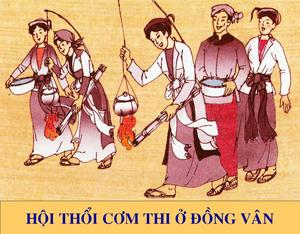 HỘI THỔI CƠM THI Ở ĐỒNG VÂN